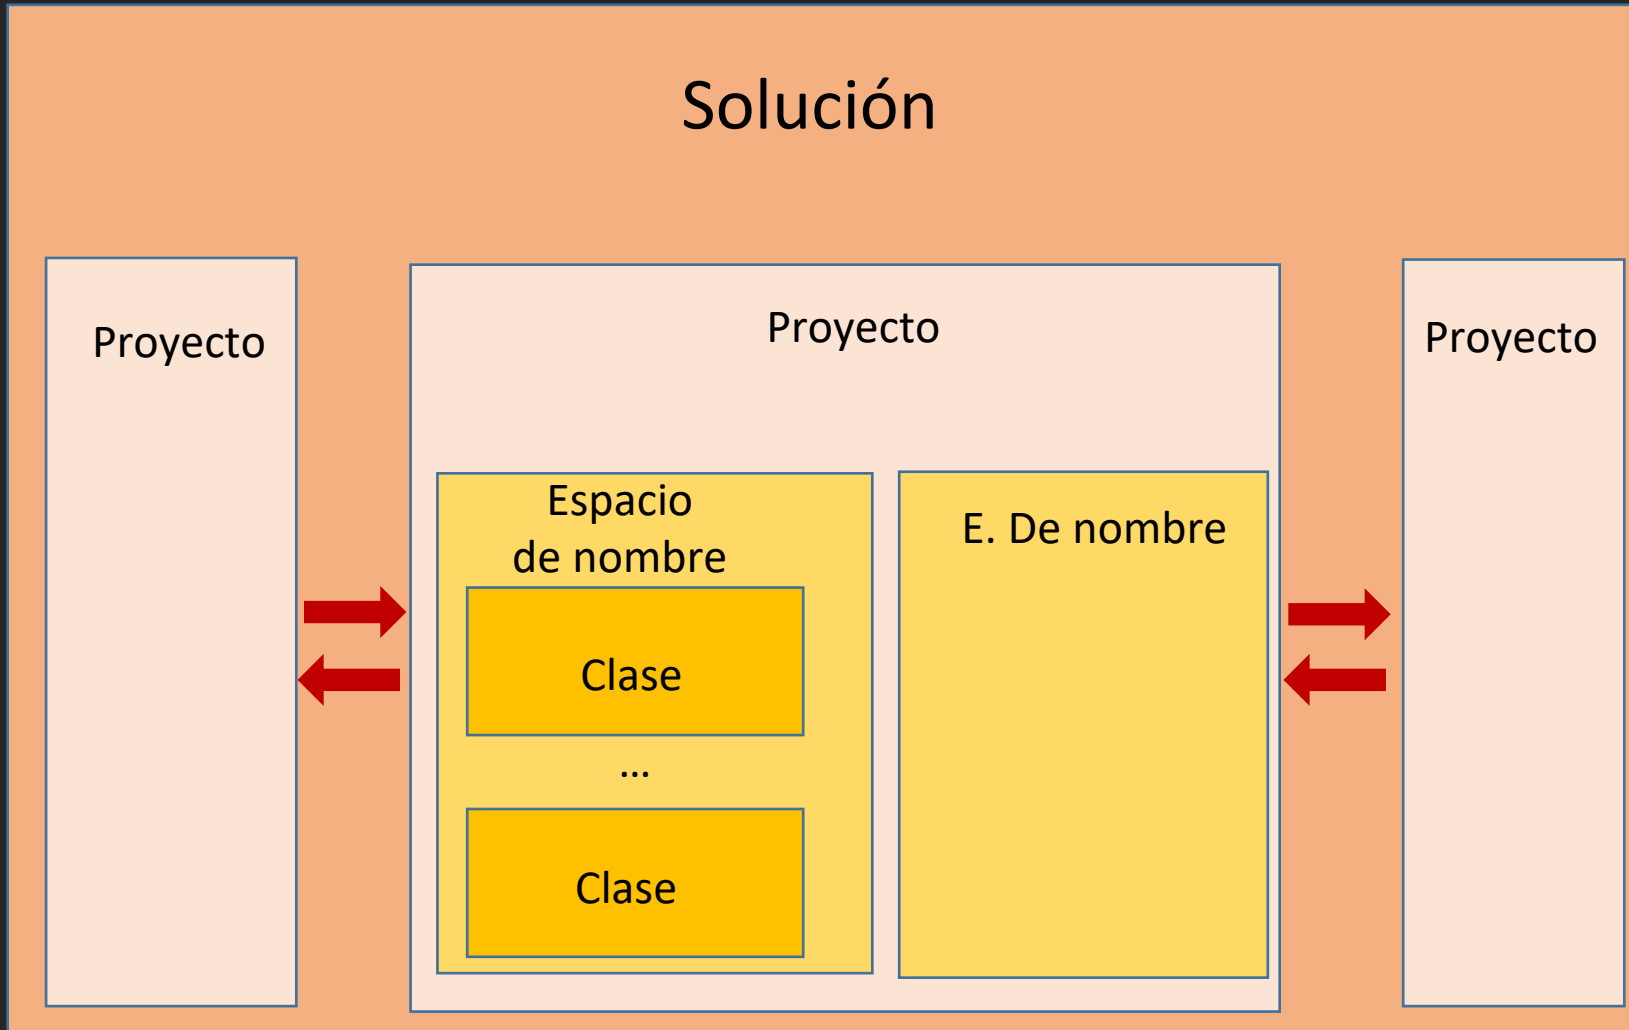 Solución
Proyecto
Proyecto
Proyecto
Espacio
de nombre
E. De nombre
Clase
...
Clase